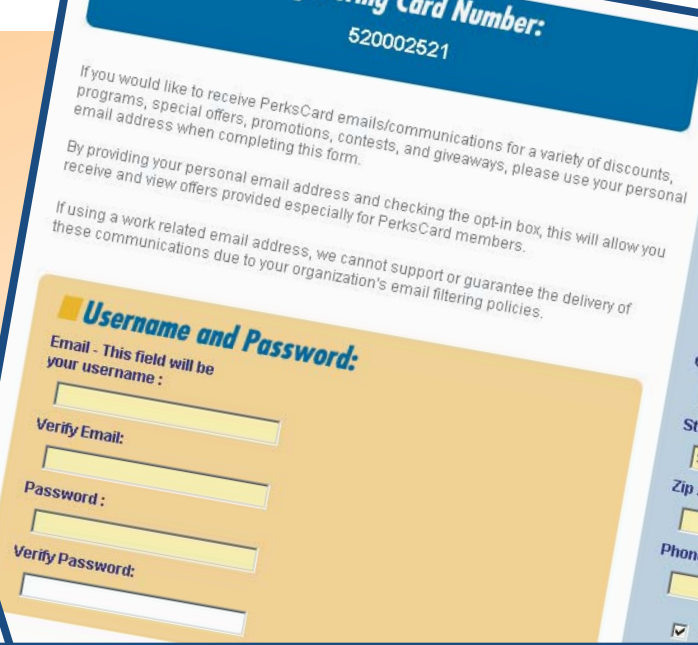 Card Number:
520002521
If you would like to receive PerksCard emails/communications for a variety of discounts,
programs, special offers, promotions, contests, and giveaways, please use your personal
email address when completing this form.
By providing your personal email address and checking the opt-in box, this will allow you
receive and view offers provided especially for PerksCard members.
If using a work related email address, we cannot support or guarantee the delivery of
these communications due to your organization's email filtering policies.
Username and Password:
Email - This field will be
your username :
Verify Email:
Password :
Verify Password:
St
Zip
Phon